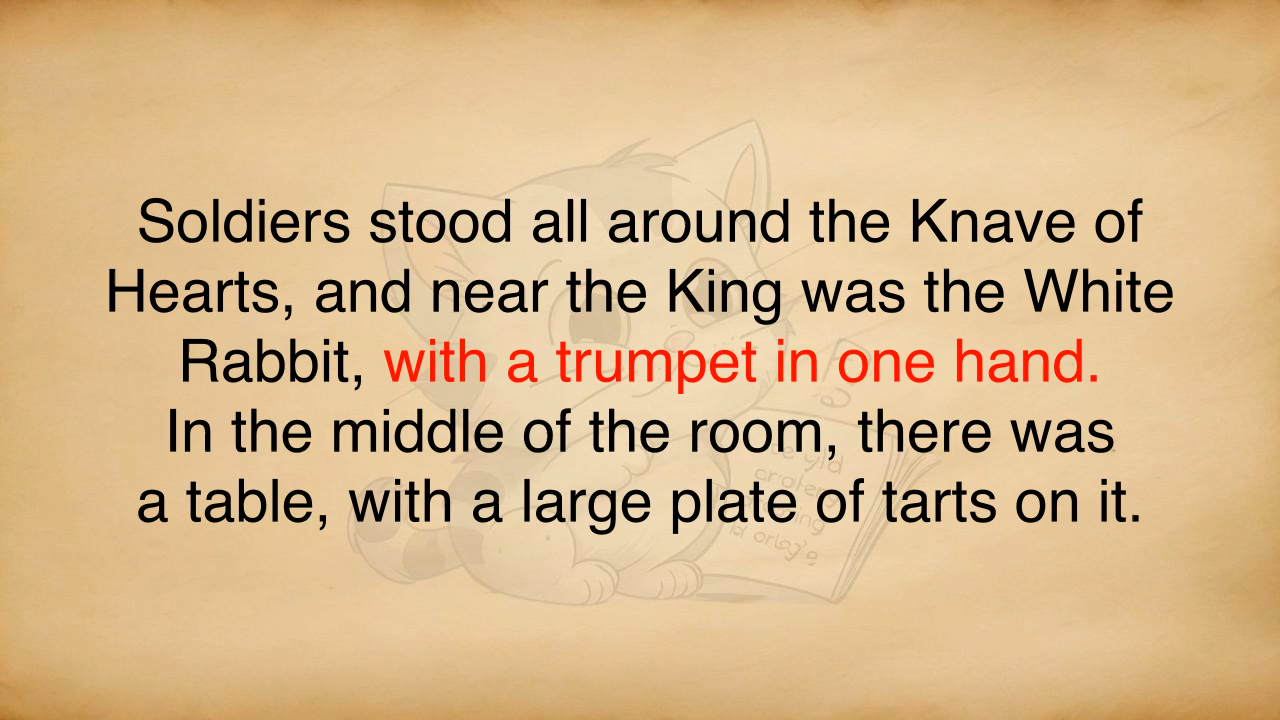 Soldiers stood all around the Knave of
Hearts, and near the King was the White
Rabbit, with a trumpet in one hand.
In the middle of the room, there was
a table, with a large plate of tarts on it.